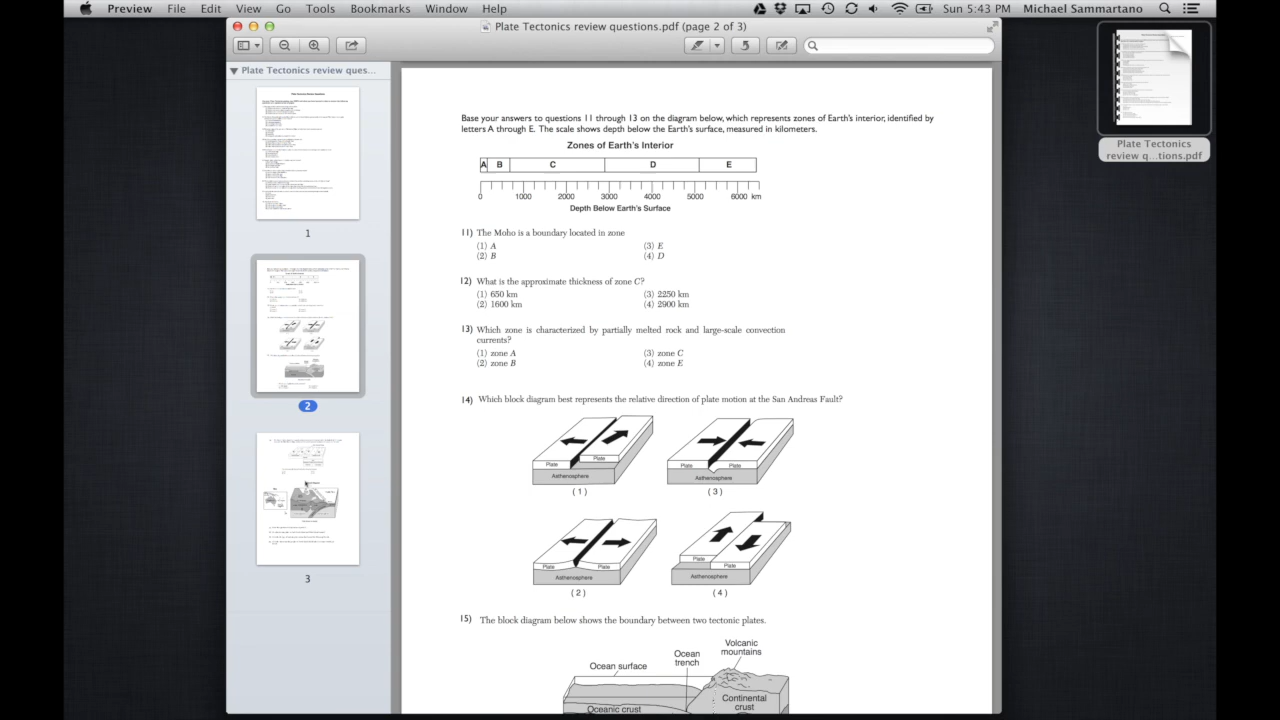 Preview File Edit View Go Tools Bookmarks Window Help Sun 5:43 PM Michael Sammartano
Plate Tectonics review questions.pdf (page 2 of 3)
Plate Tectonics review ques...
1
2
3
Plate Tectonics
review q...tions.pdf
Base your answers to questions 11 through 13 on the diagram below, which represents zones of Earth's interior, identified by
letters A through E. The scale shows depth below the Earth's surface, measured in kilometers.
Zones of Earth's Interior
A B C D E
0 1000 2000 3000 4000 5000 6000 km
Depth Below Earth's Surface
11) The Moho is a boundary located in zone
(1) A (3) E
(2) B (4) D
12) What is the approximate thickness of zone C?
(1) 650 km (3) 2250 km
(2) 1600 km (4) 2900 km
13) Which zone is characterized by partially melted rock and large-scale convection
currents?
(1) zone A (3) zone C
(2) zone B (4) zone E
14) Which block diagram best represents the relative direction of plate motion at the San Andreas Fault?
Plate Plate
Asthenosphere
( 1 )
Plate Plate
Asthenosphere
( 3 )
Plate Plate
Asthenosphere
( 2 )
Plate Plate
Asthenosphere
( 4 )
15) The block diagram below shows the boundary between two tectonic plates.
Ocean surface
Ocean
trench
Volcanic
mountains
Oceanic crust
Continental
crust